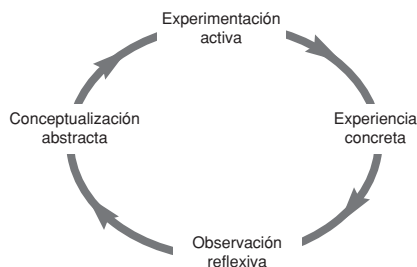 Experimentación
activa
Conceptualización
abstracta
Experiencia
concreta
Observación
reflexiva